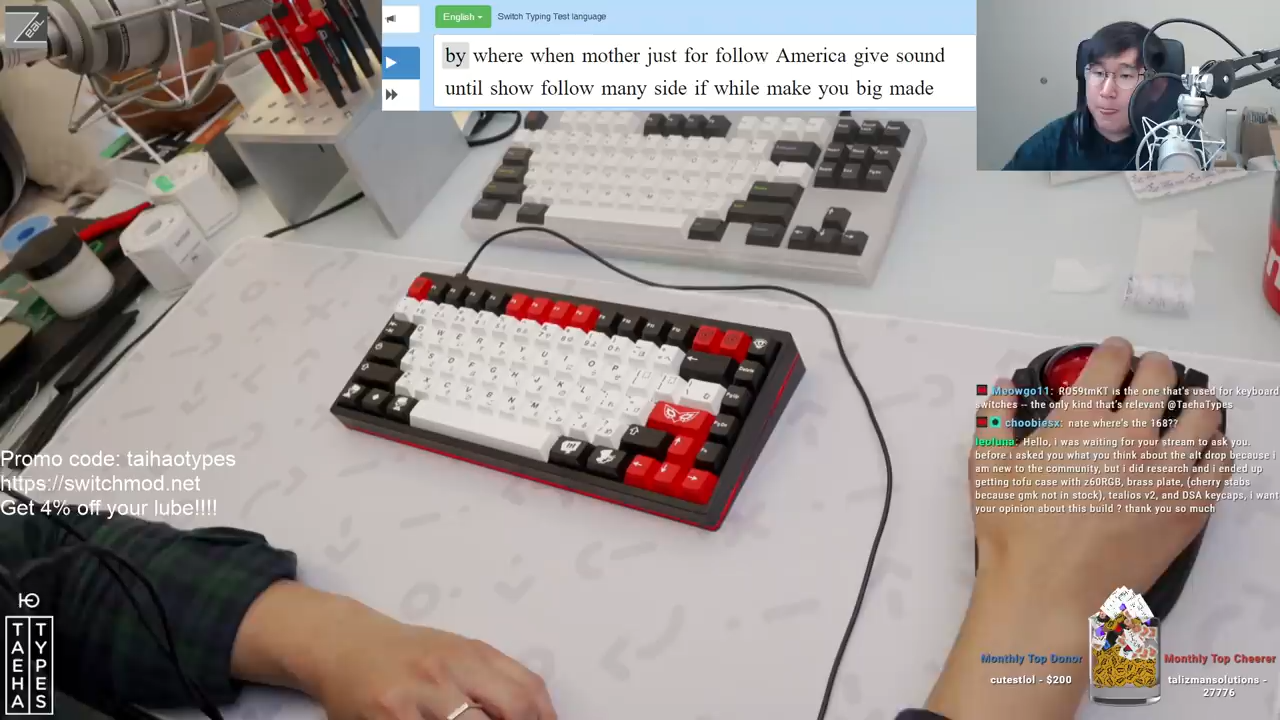 Zeal
English
Switch Typing Test language
by where when mother just for follow America give sound
until show follow many side if while make you big made
Meowgo11: RO59tmKT is the one that's used for keyboard
switches -- the only kind that's relevant @TaehaTypes
choobiesx: nate where's the 168??
leoluna: Hello, i was waiting for your stream to ask you.
before i asked you what you think about the alt drop because i
am new to the community, but i did research and i ended up
getting tofu case with z60RGB, brass plate, (cherry stabs
because gmk not in stock), tealios v2, and DSA keycaps, i want
your opinion about this build ? thank you so much
Promo code: taihaotypes
https://switchmod.net
Get 4% off your lube!!!!
TAEHA
TYPES
Monthly Top Donor
cutestlol - $200
Monthly Top Cheerer
talizmansolutions -
27776